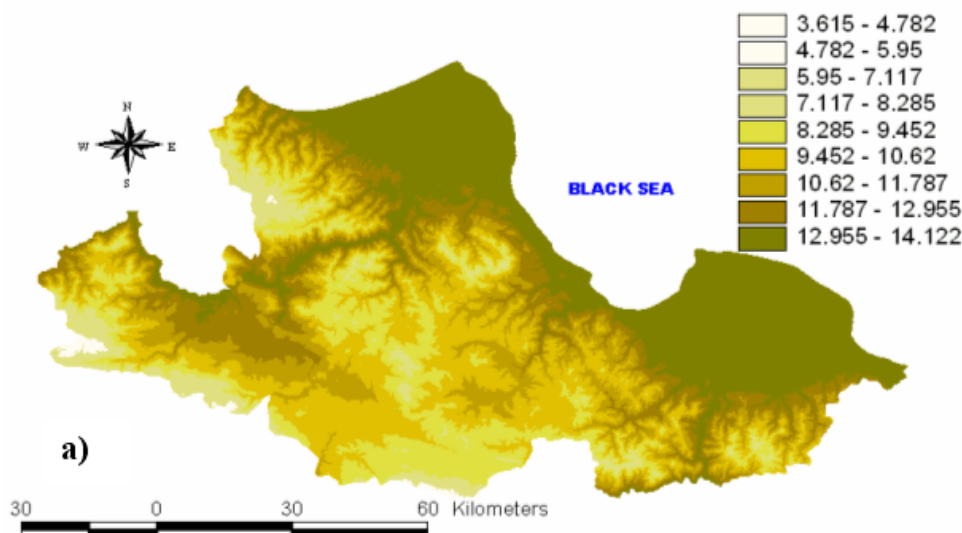 3.615 - 4.782
4.782 - 5.95
5.95 - 7.117
7.117 - 8.285
8.285 - 9.452
9.452 - 10.62
10.62 - 11.787
11.787 - 12.955
12.955 - 14.122
N
W E
S
BLACK SEA
a)
30 0 30 60 Kilometers